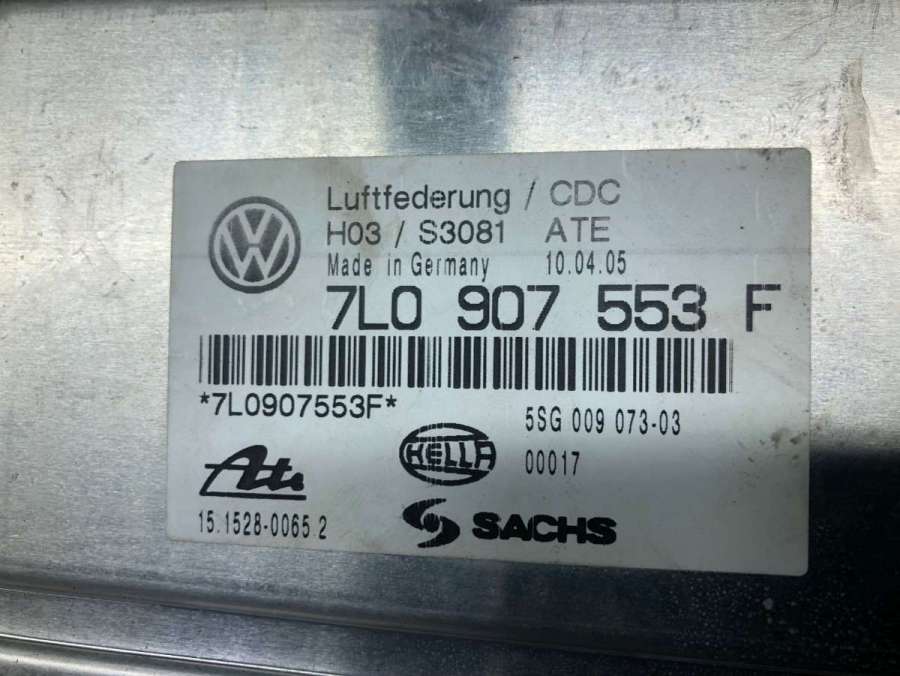 Luftfederung / CDC
H03 / S3081 ATE
Made in Germany 10.04.05
7L0 907 553 F
*7L0907553F*
5SG 009 073-03
HELLA
00017
Ate
15.1528-0065.2
SACHS